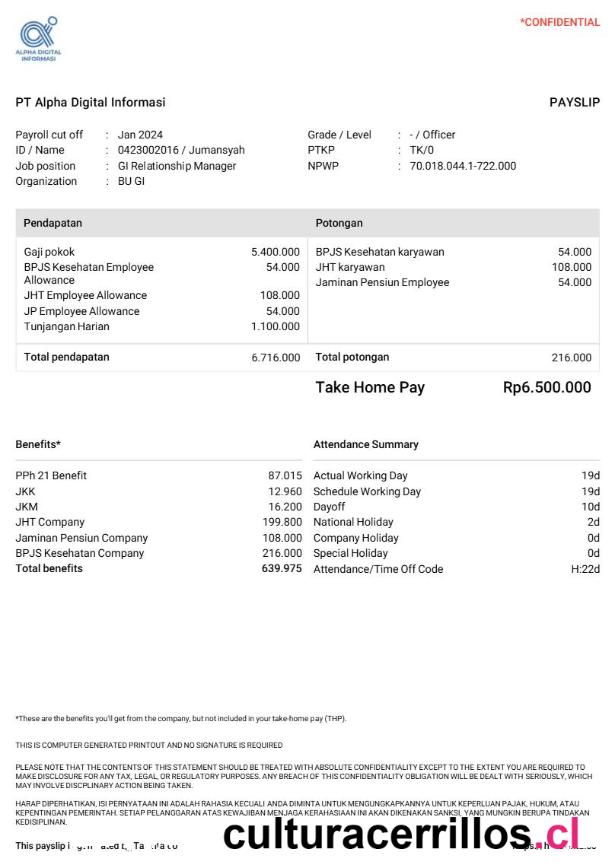 *CONFIDENTIAL
ALPHA DIGITAL
INFORMASI
PT Alpha Digital Informasi PAYSLIP
Payroll cut off : Jan 2024 Grade / Level : - / Officer
ID / Name : 0423002016 / Jumansyah PTKP : TK/0
Job position : GI Relationship Manager NPWP : 70.018.044.1-722.000
Organization : BU GI
Pendapatan Potongan
Gaji pokok 5.400.000 BPJS Kesehatan karyawan 54.000
BPJS Kesehatan Employee 54.000 JHT karyawan 108.000
Allowance Jaminan Pensiun Employee 54.000
JHT Employee Allowance 108.000
JP Employee Allowance 54.000
Tunjangan Harian 1.100.000
Total pendapatan 6.716.000 Total potongan 216.000
Take Home Pay Rp6.500.000
Benefits* Attendance Summary
PPh 21 Benefit 87.015 Actual Working Day 19d
JKK 12.960 Schedule Working Day 19d
JKM 16.200 Dayoff 10d
JHT Company 199.800 National Holiday 2d
Jaminan Pensiun Company 108.000 Company Holiday 0d
BPJS Kesehatan Company 216.000 Special Holiday 0d
Total benefits 639.975 Attendance/Time Off Code H:22d
*These are the benefits you'll get from the company, but not included in your take-home pay (THP).
THIS IS COMPUTER GENERATED PRINTOUT AND NO SIGNATURE IS REQUIRED
PLEASE NOTE THAT THE CONTENTS OF THIS STATEMENT SHOULD BE TREATED WITH ABSOLUTE CONFIDENTIALITY EXCEPT TO THE EXTENT YOU ARE REQUIRED TO
MAKE DISCLOSURE FOR ANY TAX, LEGAL, OR REGULATORY PURPOSES. ANY BREACH OF THIS CONFIDENTIALITY OBLIGATION WILL BE DEALT WITH SERIOUSLY, WHICH
MAY INVOLVE DISCPLINARY ACTION BEING TAKEN.
HARAP DIPERHATIKAN, ISI PERNYATAAN INI ADALAH RAHASIA KECUALI ANDA DIMINTA UNTUK MENGUNGKAPKANNYA UNTUK KEPERLUAN PAJAK, HUKUM, ATAU
KEPENTINGAN PEMERINTAH. SETIAP PELANGGARAN ATAS KEWAJIBAN MENJAGA KERAHASIAAN INI AKAN DIKENAKAN SANKSI, YANG MUNGKIN BERUPA TINDAKAN
KEDISIPLINAN.
This payslip
culturacerrillos.cl